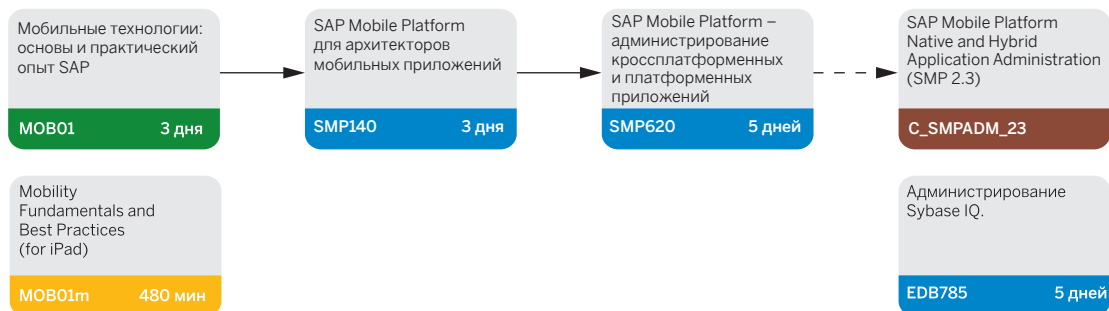 Мобильные технологии:
основы и практический
опыт SAP
MOB01 3 дня
SAP Mobile Platform
для архитекторов
мобильных приложений
SMP140 3 дня
SAP Mobile Platform –
администрирование
кроссплатформенных
и платформенных
приложений
SMP620 5 дней
SAP Mobile Platform
Native and Hybrid
Application Administration
(SMP 2.3)
C_SMPADM_23
Mobility
Fundamentals and
Best Practices
(for iPad)
MOB01m 480 мин
Администрирование
Sybase IQ.
EDB785 5 дней